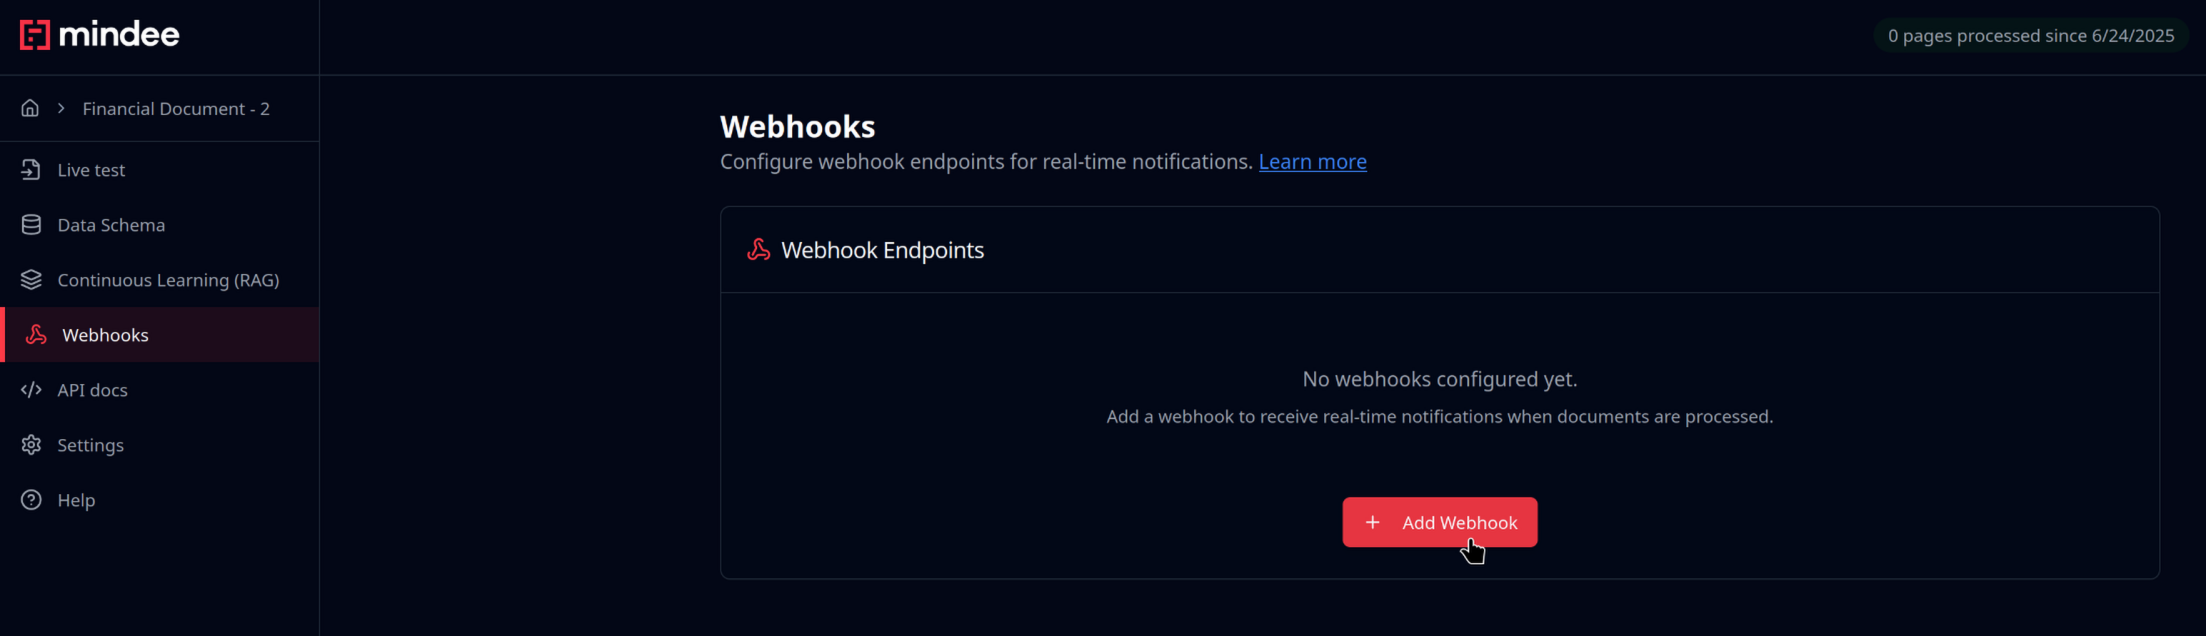 mindee
0 pages processed since 6/24/2025
Financial Document - 2
Live test
Data Schema
Continuous Learning (RAG)
Webhooks
API docs
Settings
Help
Webhooks
Configure webhook endpoints for real-time notifications. Learn more
Webhook Endpoints
No webhooks configured yet.
Add a webhook to receive real-time notifications when documents are processed.
+ Add Webhook